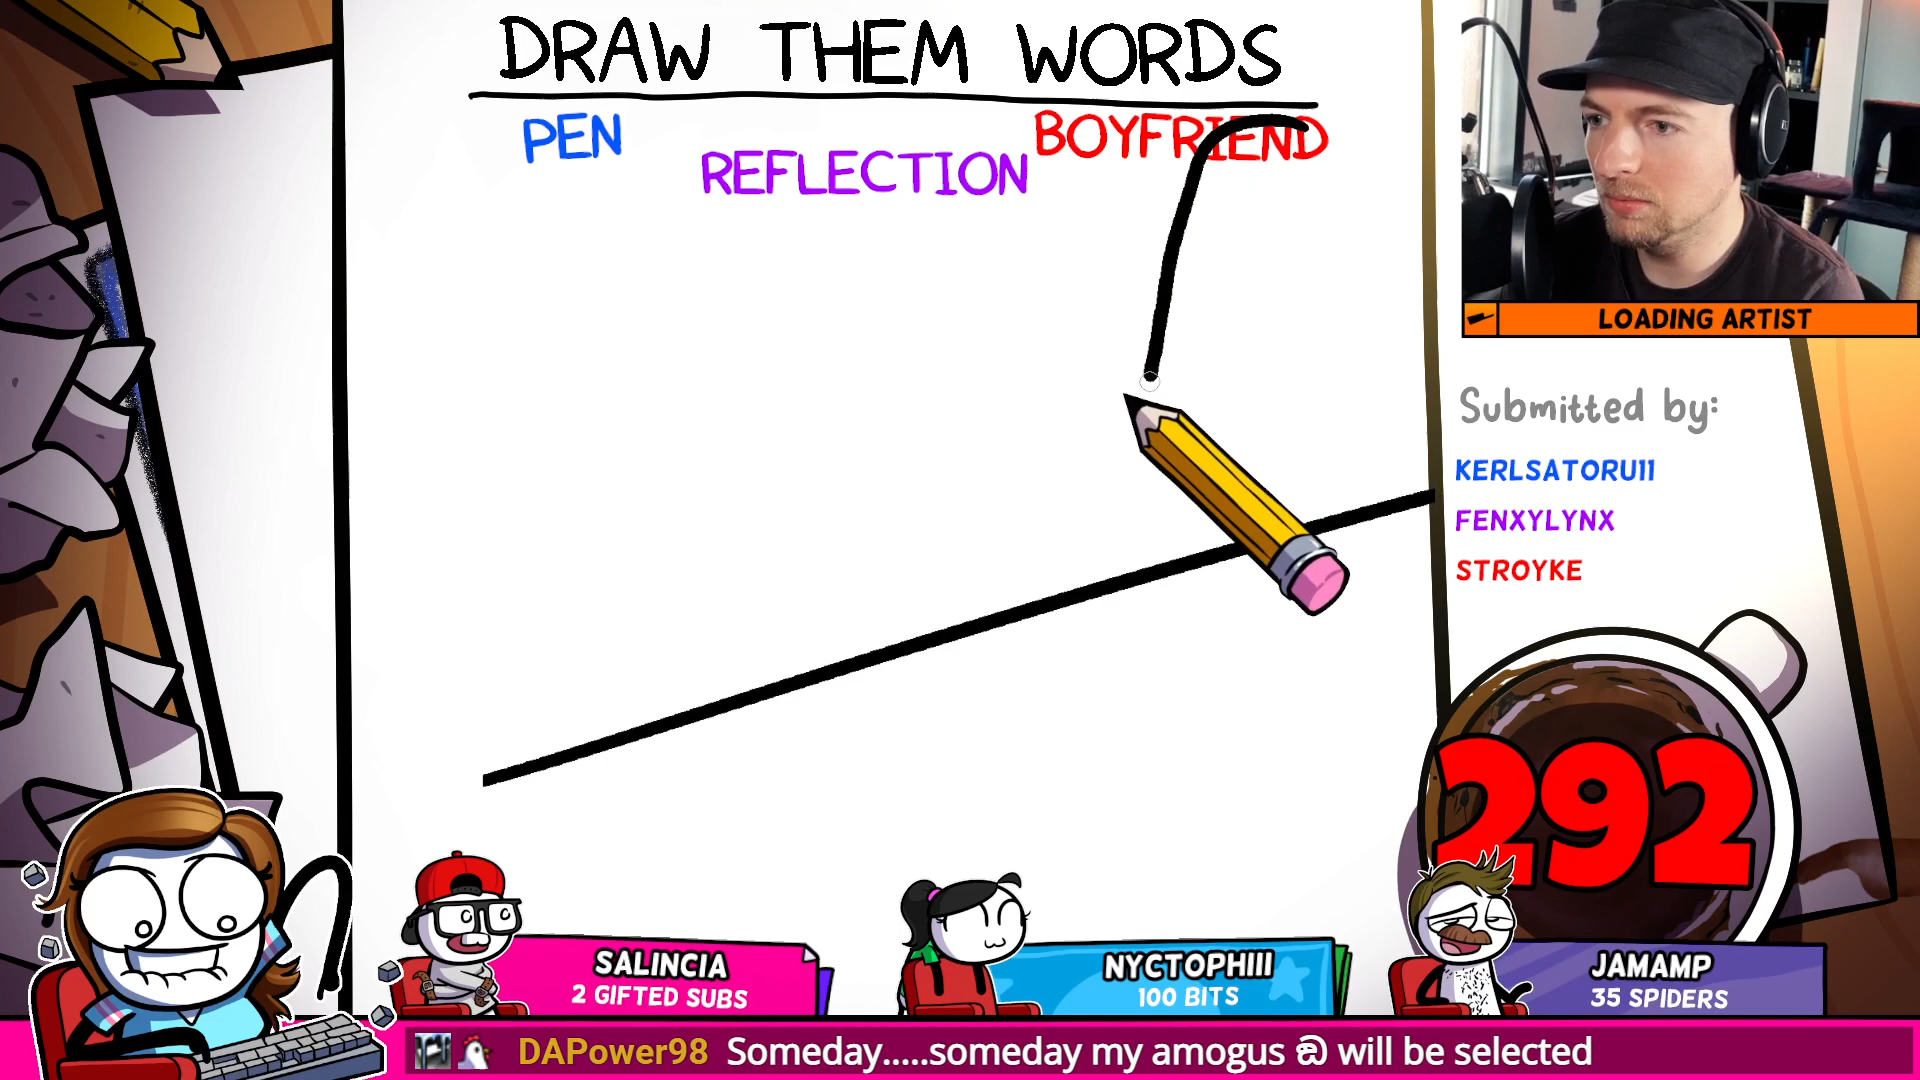 DRAW THEM WORDS
PEN
REFLECTION
BOYFRIEND
LOADING ARTIST
Submitted by:
KERLSATORU11
FENXYLYNX
STROYKE
292
SALINCIA
2 GIFTED SUBS
NYCTOPHIII
100 BITS
JAMAMP
35 SPIDERS
DAPower98 Someday.....someday my amogus ඞ will be selected